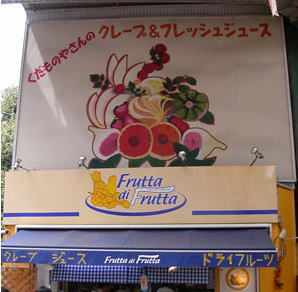 くだものやさんの
クレープ&フレッシュジュース
Frutta
di Frutta
クレープ ジュース Frutta di Frutta ドライフルーツ